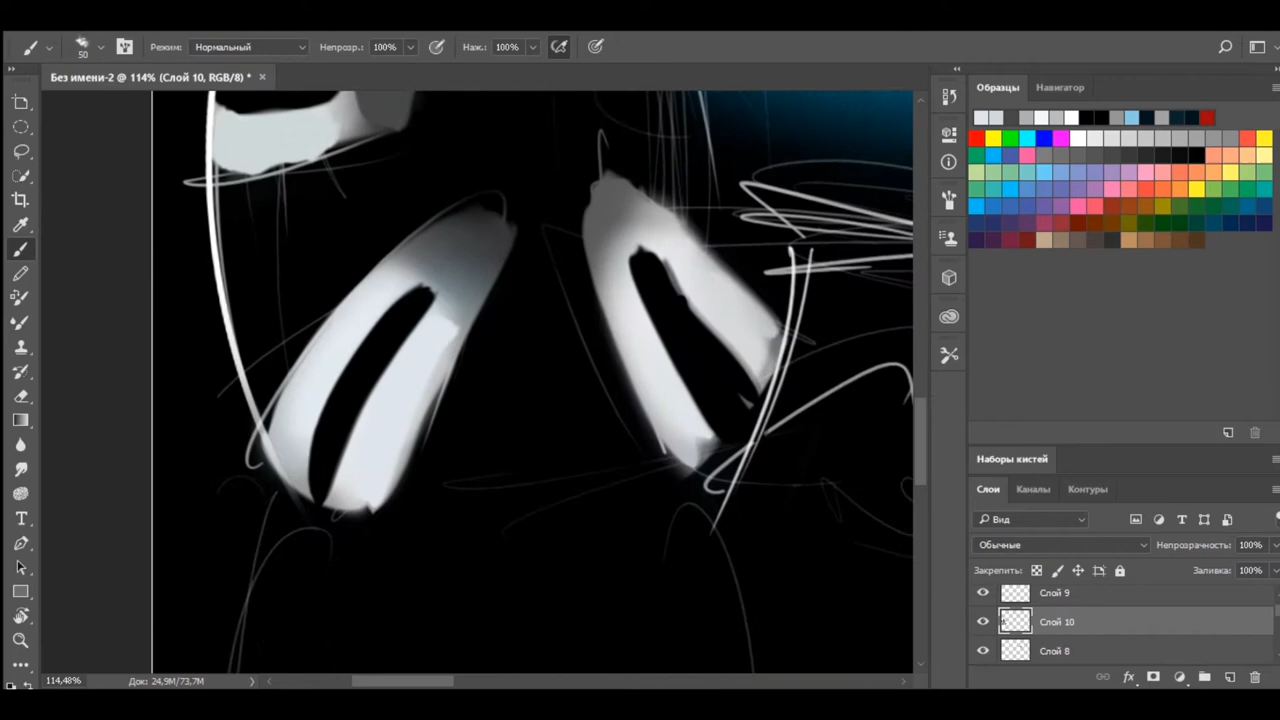 50
Режим: Нормальный
Непрозр.: 100%
Наж.: 100%
Без имени-2 @ 114% (Слой 10, RGB/8) *
Образцы
Навигатор
Наборы кистей
Слои
Каналы
Контуры
Вид
Обычные
Непрозрачность: 100%
Закрепить:
Заливка: 100%
Слой 9
Слой 10
Слой 8
fx
114,48%
Док: 24,9M/73,7M